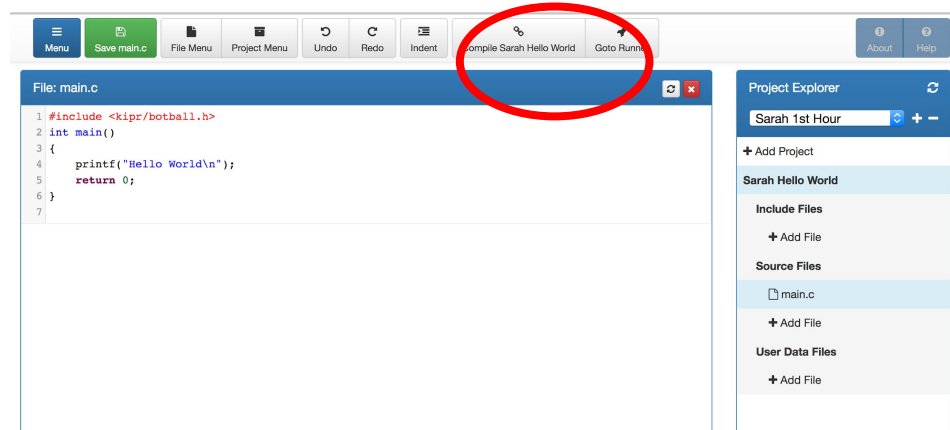 Menu
Save main.c
File Menu
Project Menu
Undo
Redo
Indent
Compile Sarah Hello World
Goto Runner
About
Help
File: main.c
1 #include <kipr/botball.h>
2 int main()
3 {
4 printf("Hello World\n");
5 return 0;
6 }
7
Project Explorer
Sarah 1st Hour
+ Add Project
Sarah Hello World
Include Files
+ Add File
Source Files
main.c
+ Add File
User Data Files
+ Add File